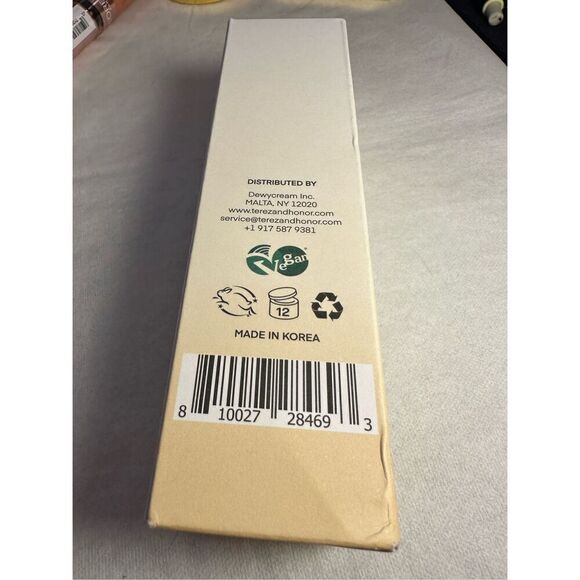 DISTRIBUTED BY
Dewycream Inc.
MALTA, NY 12020
www.terezandhonor.com
service@terezandhonor.com
+1 917 587 9381
Vegan
12
MADE IN KOREA
8 10027 28469 3